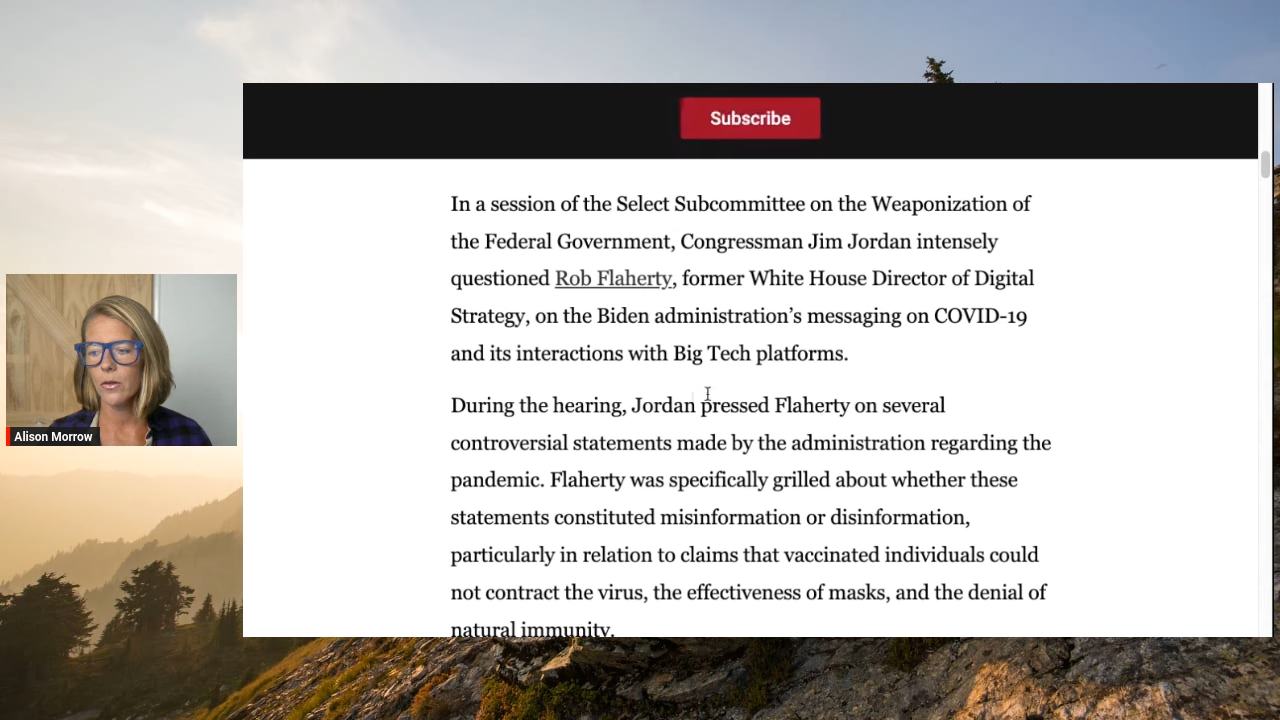 Subscribe
In a session of the Select Subcommittee on the Weaponization of
the Federal Government, Congressman Jim Jordan intensely
questioned Rob Flaherty, former White House Director of Digital
Strategy, on the Biden administration’s messaging on COVID-19
and its interactions with Big Tech platforms.
During the hearing, Jordan pressed Flaherty on several
controversial statements made by the administration regarding the
pandemic. Flaherty was specifically grilled about whether these
statements constituted misinformation or disinformation,
particularly in relation to claims that vaccinated individuals could
not contract the virus, the effectiveness of masks, and the denial of
natural immunity.
Alison Morrow